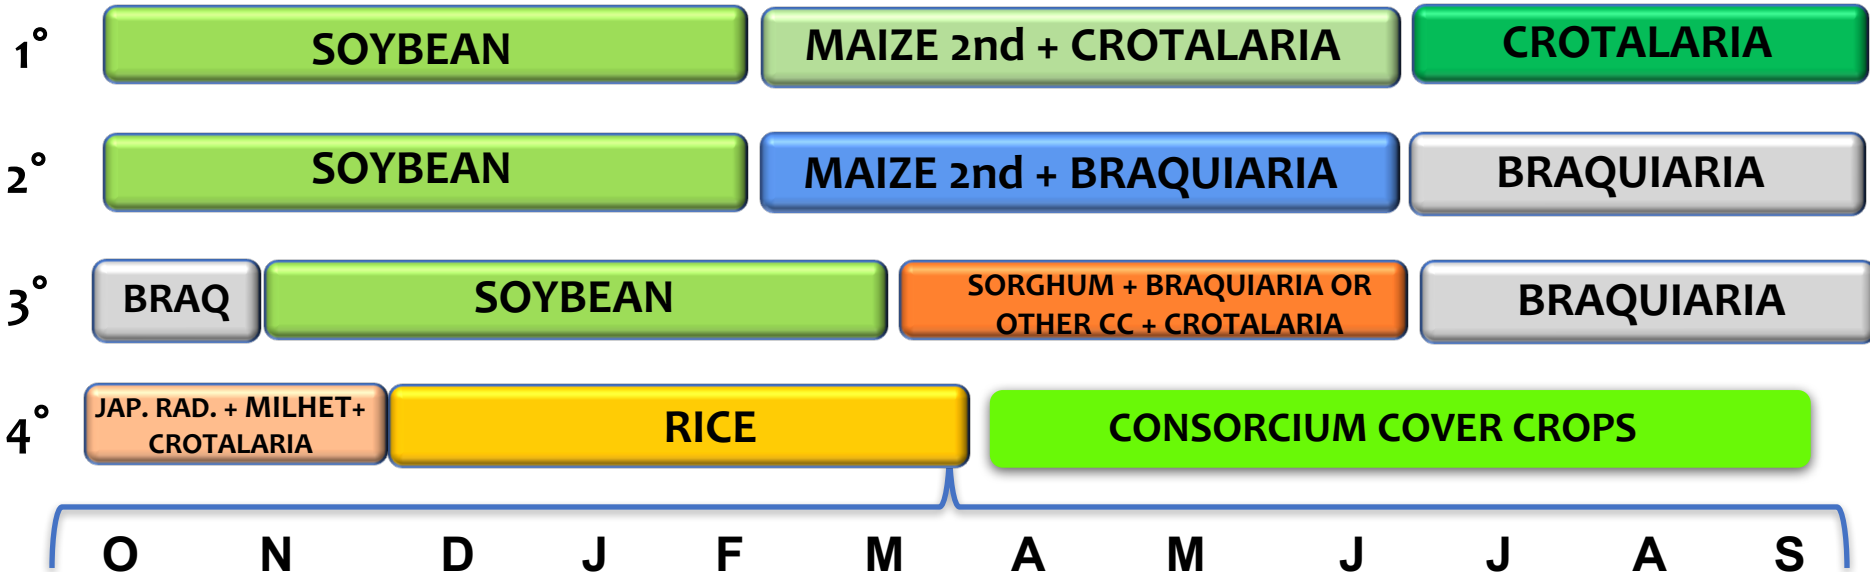 1° SOYBEAN MAIZE 2nd + CROTALARIA CROTALARIA
2° SOYBEAN MAIZE 2nd + BRAQUIARIA BRAQUIARIA
3° BRAQ SOYBEAN SORGHUM + BRAQUIARIA OR
OTHER CC + CROTALARIA BRAQUIARIA
4° JAP. RAD. + MILHET+
CROTALARIA RICE CONSORCIUM COVER CROPS
O N D J F M A M J J A S